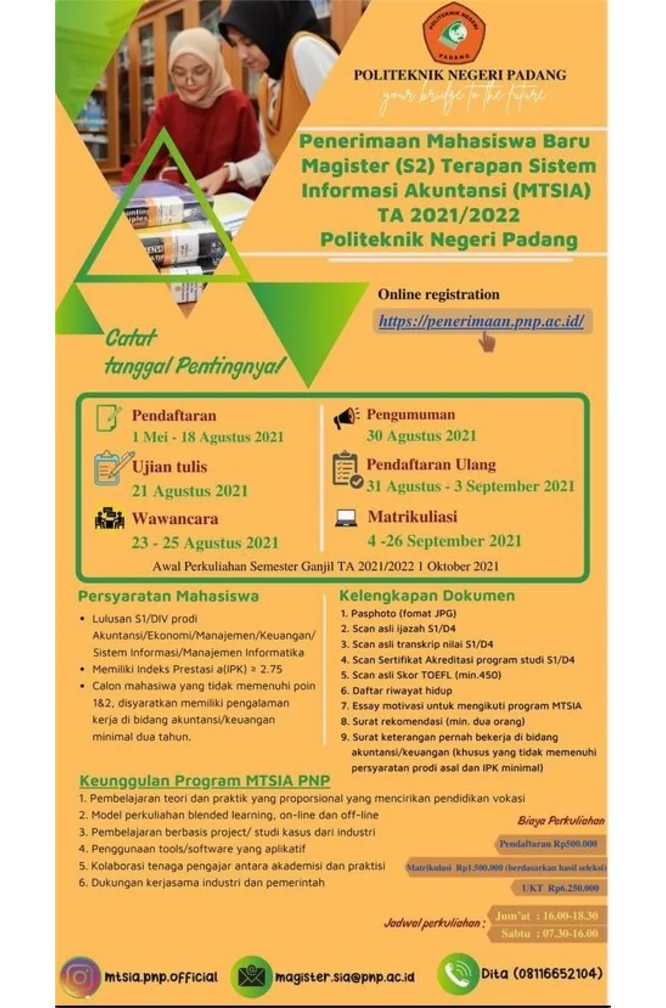 POLITEKNIK NEGERI
PADANG
POLITEKNIK NEGERI PADANG
your bridge to the future
Penerimaan Mahasiswa Baru
Magister (S2) Terapan Sistem
Informasi Akuntansi (MTSIA)
TA 2021/2022
Politeknik Negeri Padang
Online registration
https://penerimaan.pnp.ac.id/
Catat
tanggal Pentingnya!
Pendaftaran
1 Mei - 18 Agustus 2021
Ujian tulis
21 Agustus 2021
Wawancara
23 - 25 Agustus 2021
Pengumuman
30 Agustus 2021
Pendaftaran Ulang
31 Agustus - 3 September 2021
Matrikuliasi
4 -26 September 2021
Awal Perkuliahan Semester Ganjil TA 2021/2022 1 Oktober 2021
Persyaratan Mahasiswa
• Lulusan S1/DIV prodi
Akuntansi/Ekonomi/Manajemen/Keuangan/
Sistem Informasi/Manajemen Informatika
• Memiliki Indeks Prestasi a(IPK) ≥ 2.75
• Calon mahasiwa yang tidak memenuhi poin
1&2, disyaratkan memiliki pengalaman
kerja di bidang akuntansi/keuangan
minimal dua tahun.
Kelengkapan Dokumen
1. Pasphoto (fomat JPG)
2. Scan asli ijazah S1/D4
3. Scan asli transkrip nilai S1/D4
4. Scan Sertifikat Akreditasi program studi S1/D4
5. Scan asli Skor TOEFL (min.450)
6. Daftar riwayat hidup
7. Essay motivasi untuk mengikuti program MTSIA
8. Surat rekomendasi (min. dua orang)
9. Surat keterangan pernah bekerja di bidang
akuntansi/keuangan (khusus yang tidak memenuhi
persyaratan prodi asal dan IPK minimal)
Keunggulan Program MTSIA PNP
1. Pembelajaran teori dan praktik yang proporsional yang mencirikan pendidikan vokasi
2. Model perkuliahan blended learning, on-line dan off-line
3. Pembelajaran berbasis project/ studi kasus dari industri
4. Penggunaan tools/software yang aplikatif
5. Kolaborasi tenaga pengajar antara akademisi dan praktisi
6. Dukungan kerjasama industri dan pemerintah
Biaya Perkuliahan
Pendaftaran Rp500.000
Matrikulasi Rp1.500.000 (berdasarkan hasil seleksi)
UKT Rp6.250.000
Jadwal perkuliahan :
Jum'at : 16.00-18.30
Sabtu : 07.30-16.00
mtsia.pnp.official
magister.sia@pnp.ac.id
Dita (08116652104)